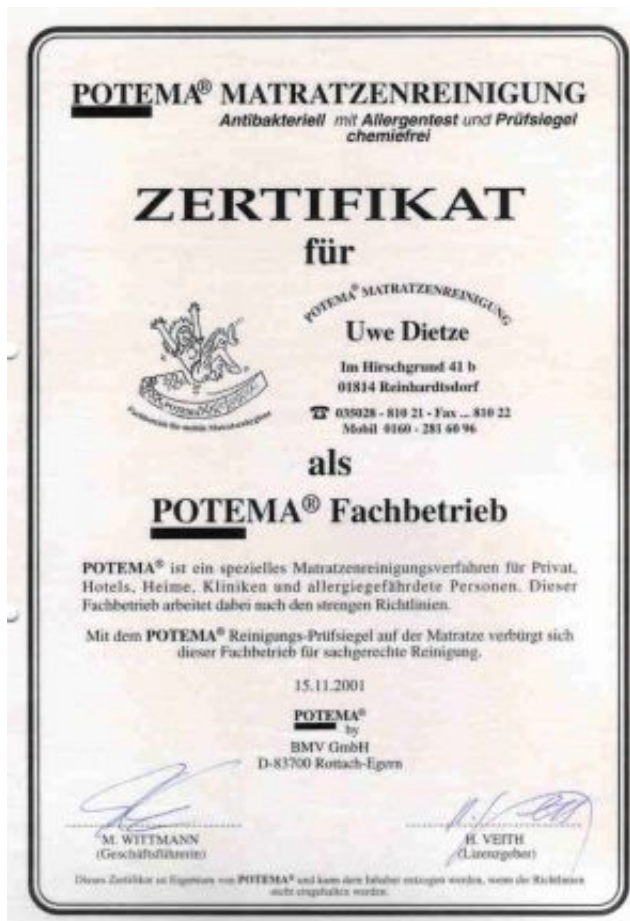 POTEMA® MATRATZENREINIGUNG
Antibakteriell mit Allergentest und Prüfsiegel
chemiefrei
ZERTIFIKAT
für
POTEMA® MATRATZENREINIGUNG
Uwe Dietze
Im Hirschgrund 41 b
01814 Reinhardtsdorf
☎ 035028 - 810 21 - Fax ... 810 22
Mobil 0160 - 281 60 96
POTEMA
Fachbetrieb für mobile
als
POTEMA® Fachbetrieb
POTEMA® ist ein spezielles Matratzenreinigungsverfahren für Privat,
Hotels, Heime, Kliniken und allergiegefährdete Personen. Dieser
Fachbetrieb arbeitet dabei nach den strengen Richtlinien.
Mit dem POTEMA® Reinigungs-Prüfsiegel auf der Matratze verbürgt sich
dieser Fachbetrieb für sachgerechte Reinigung.
15.11.2001
POTEMA®
by
BMV GmbH
D-83700 Rottach-Egern
M. WITTMANN
(Geschäftsführerin)
H. VEITH
(Lizenzgeber)
Dieses Zertifikat ist Eigentum von POTEMA® und kann dem Inhaber entzogen werden, wenn die Richtlinien
nicht eingehalten werden.